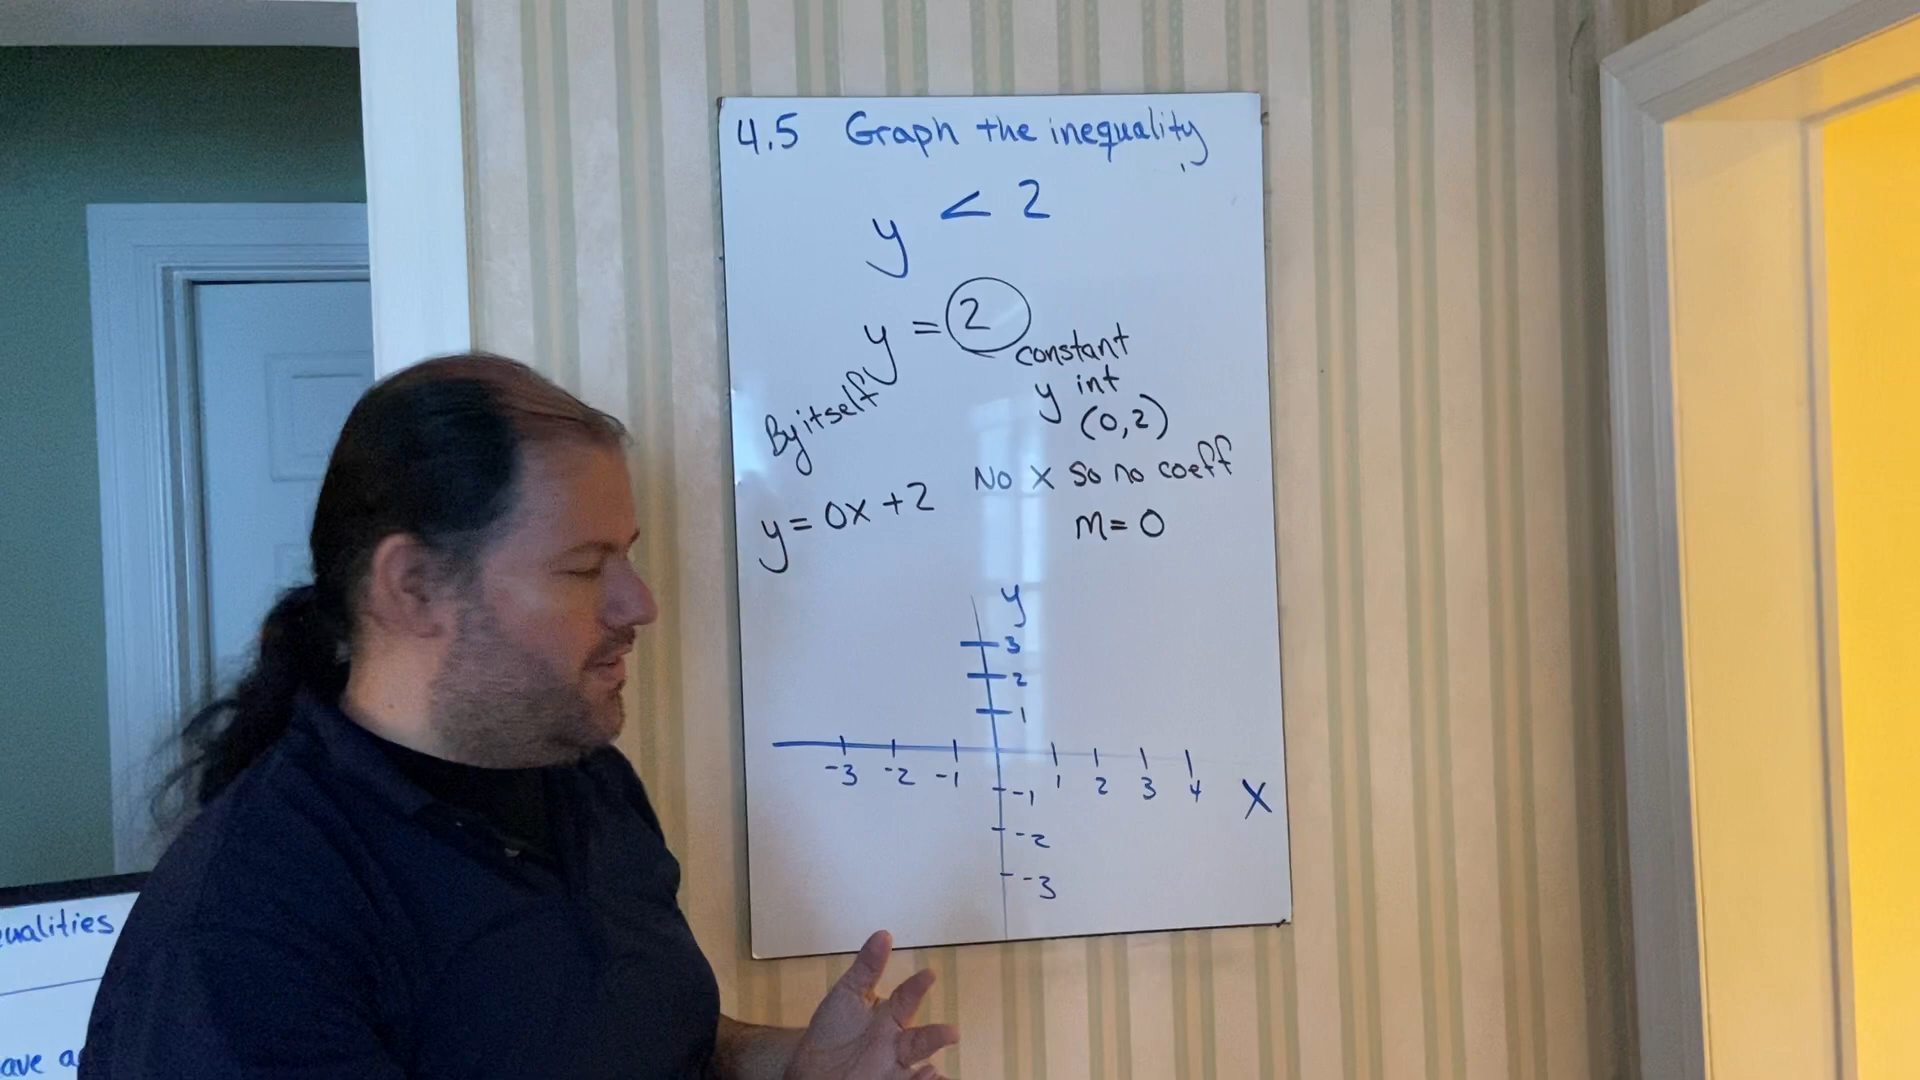 4.5 Graph the inequality
y < 2
y = 2
constant
By itself
y int
(0,2)
No X so no coeff
y = 0x + 2
m = 0
y
3
2
1
-3 -2 -1 1 2 3 4 X
-1
-2
-3
ualities
ave a